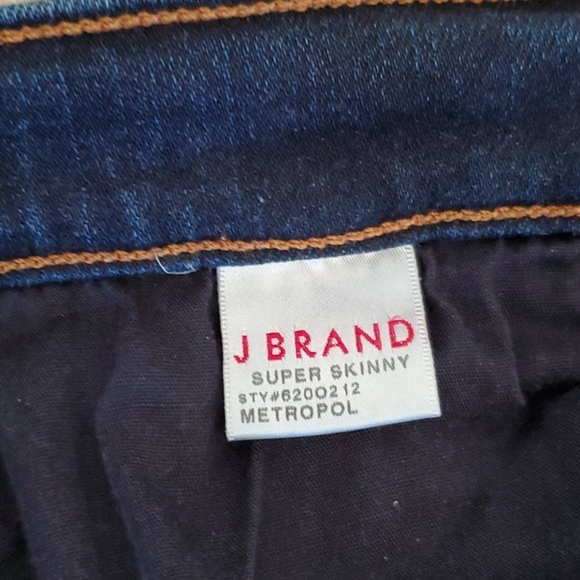 J BRAND
SUPER SKINNY
STY#6200212
METROPOL